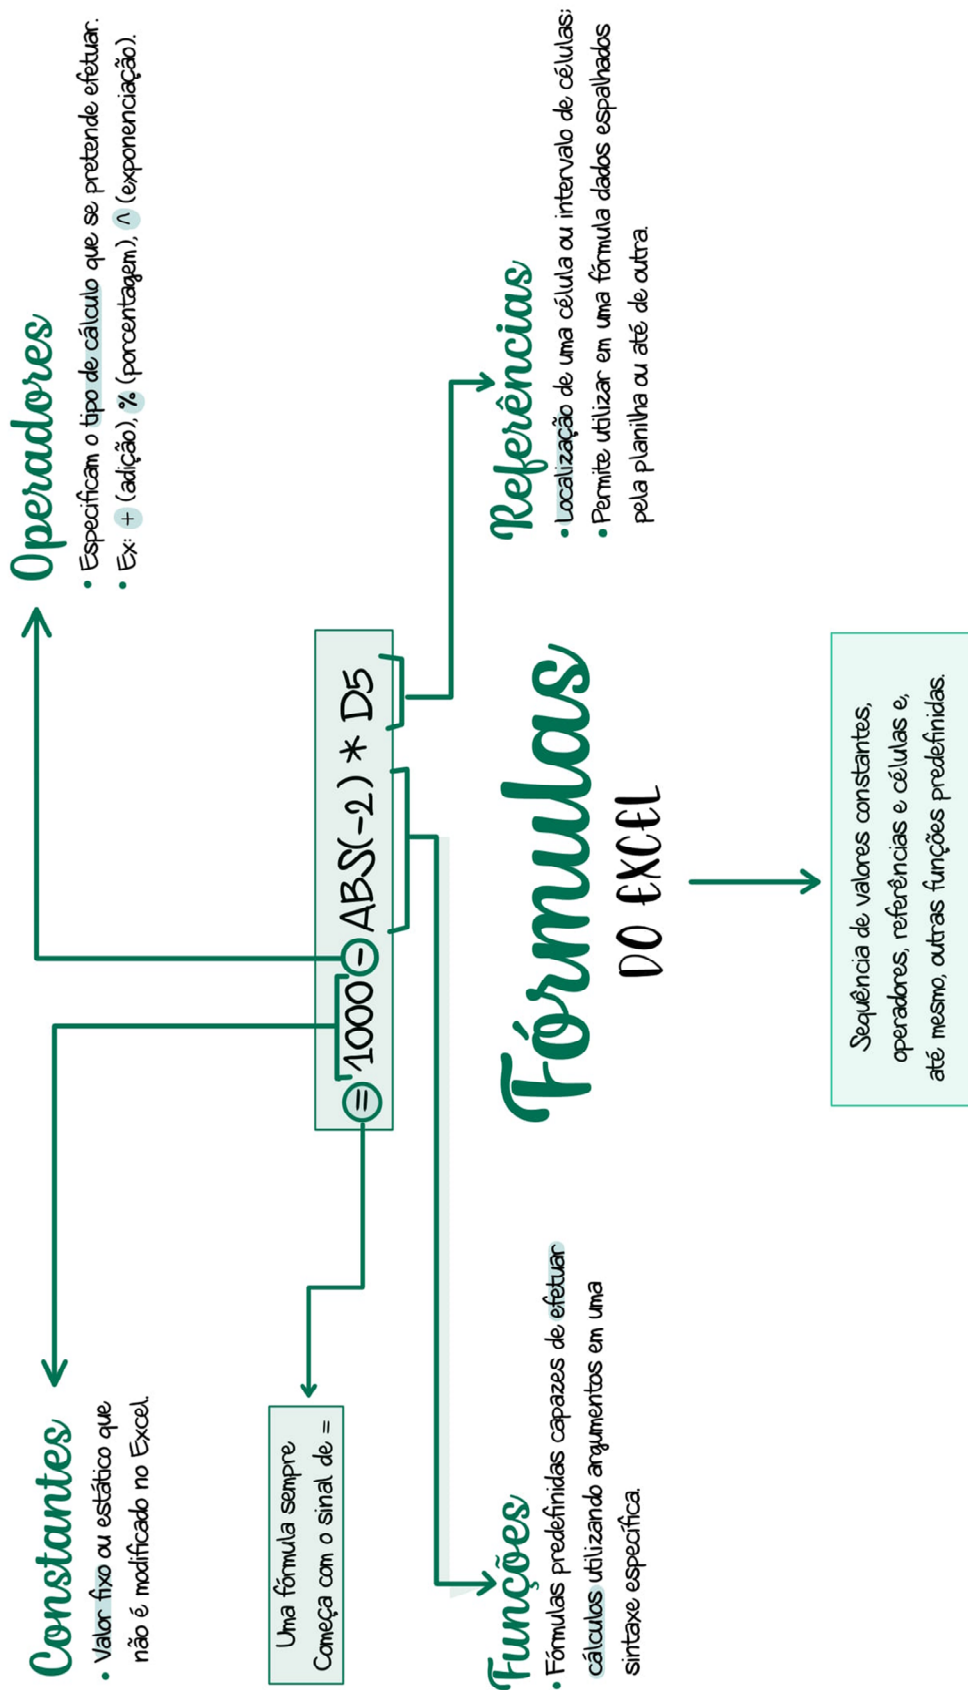 Constantes
• Valor fixo ou estático que
não é modificado no Excel.
Operadores
• Especificam o tipo de cálculo que se pretende efetuar.
• Ex: + (adição), % (porcentagem), ^ (exponenciação).
Uma fórmula sempre
Começa com o sinal de =
= 1000 - ABS(-2) * D5
Funções
• Fórmulas predefinidas capazes de efetuar
cálculos utilizando argumentos em uma
sintaxe específica.
Fórmulas
DO EXCEL
Referências
• Localização de uma célula ou intervalo de células;
• Permite utilizar em uma fórmula dados espalhados
pela planilha ou até de outra.
Sequência de valores constantes,
operadores, referências e células e,
até mesmo, outras funções predefinidas.